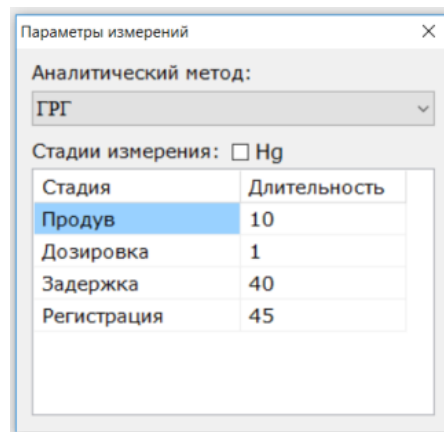 Параметры измерений
Аналитический метод:
ГРГ
Стадии измерения: Hg
Стадия Длительность
Продув 10
Дозировка 1
Задержка 40
Регистрация 45